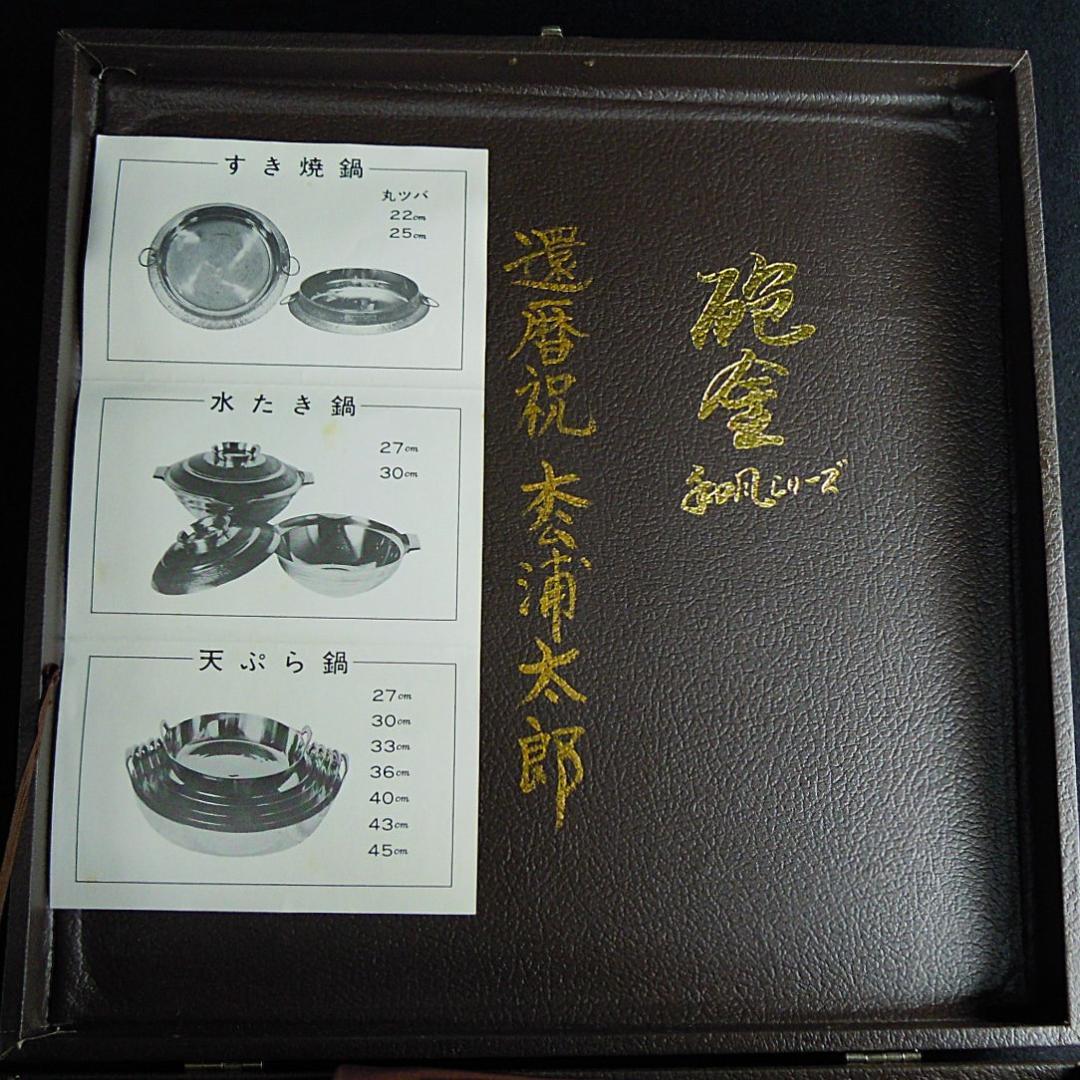 すき焼鍋
丸ツバ
22cm
25cm
水たき鍋
27cm
30cm
天ぷら鍋
27cm
30cm
33cm
36cm
40cm
43cm
45cm
砲金
和風シリーズ
還暦祝 枩浦太郎